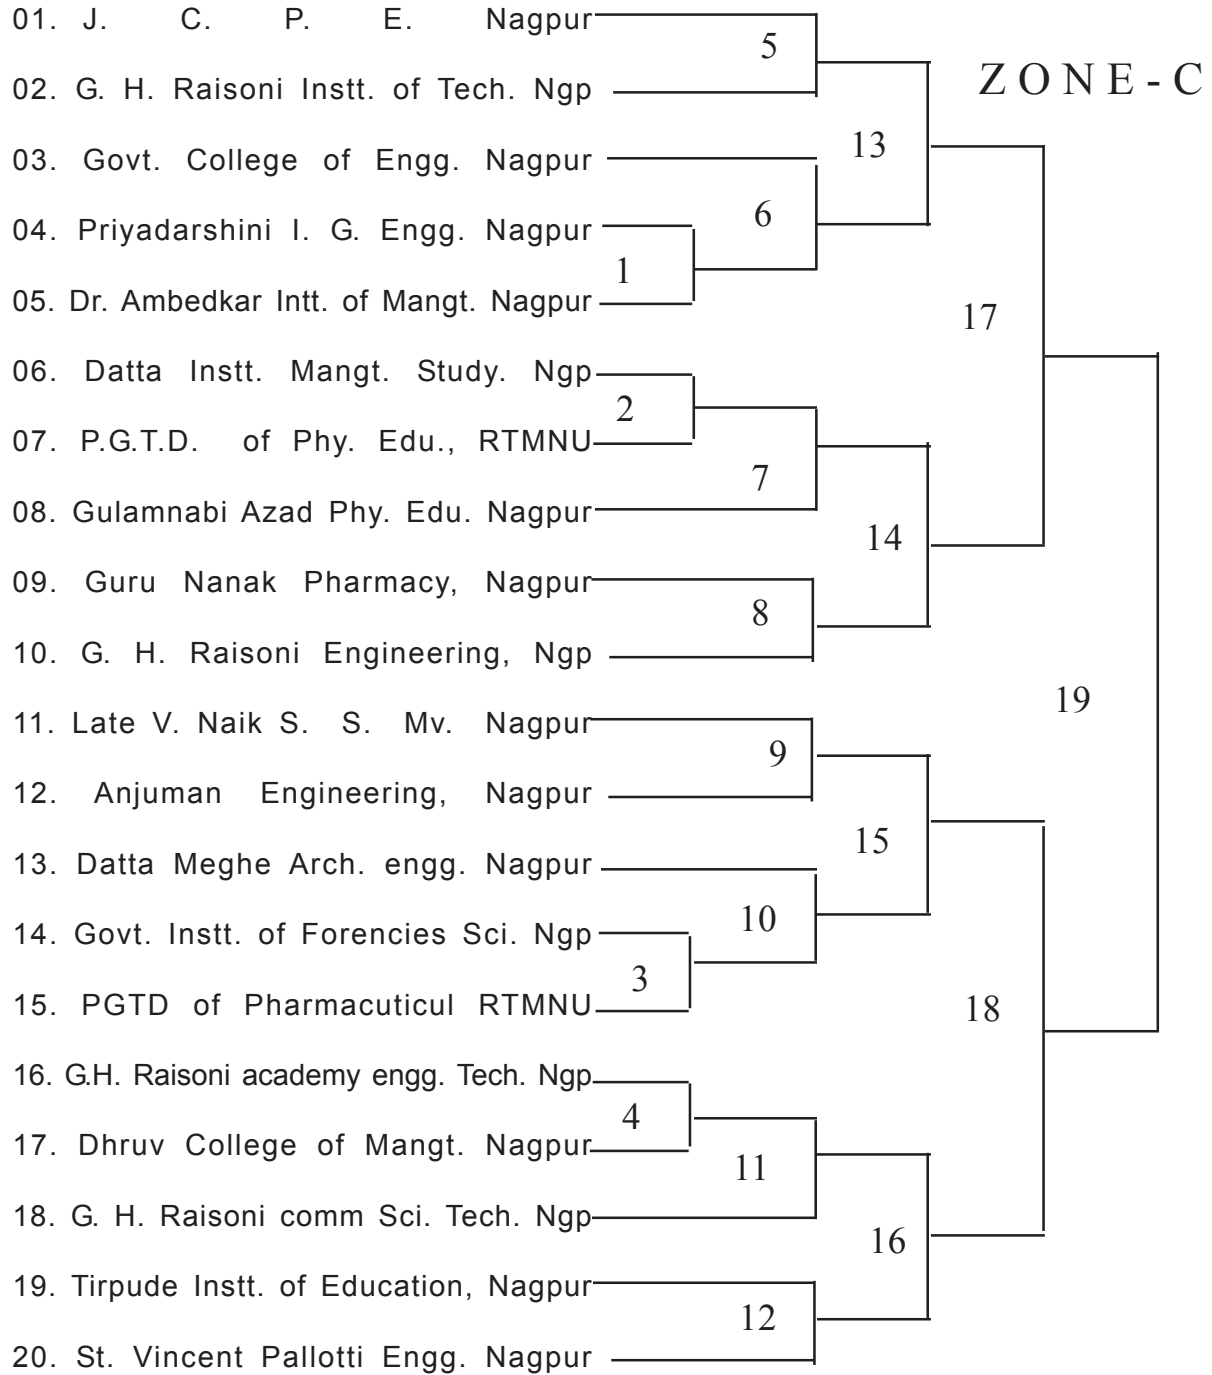 01. J. C. P. E. Nagpur
5
ZONE-C
02. G. H. Raisoni Instt. of Tech. Ngp
13
03. Govt. College of Engg. Nagpur
6
04. Priyadarshini I. G. Engg. Nagpur
1
05. Dr. Ambedkar Intt. of Mangt. Nagpur
17
06. Datta Instt. Mangt. Study. Ngp
2
07. P.G.T.D. of Phy. Edu., RTMNU
7
08. Gulamnabi Azad Phy. Edu. Nagpur
14
09. Guru Nanak Pharmacy, Nagpur
8
10. G. H. Raisoni Engineering, Ngp
19
11. Late V. Naik S. S. Mv. Nagpur
9
12. Anjuman Engineering, Nagpur
15
13. Datta Meghe Arch. engg. Nagpur
10
14. Govt. Instt. of Forencies Sci. Ngp
3
15. PGTD of Pharmacuticul RTMNU
18
16. G.H. Raisoni academy engg. Tech. Ngp
4
17. Dhruv College of Mangt. Nagpur
11
18. G. H. Raisoni comm Sci. Tech. Ngp
16
19. Tirpude Instt. of Education, Nagpur
12
20. St. Vincent Pallotti Engg. Nagpur